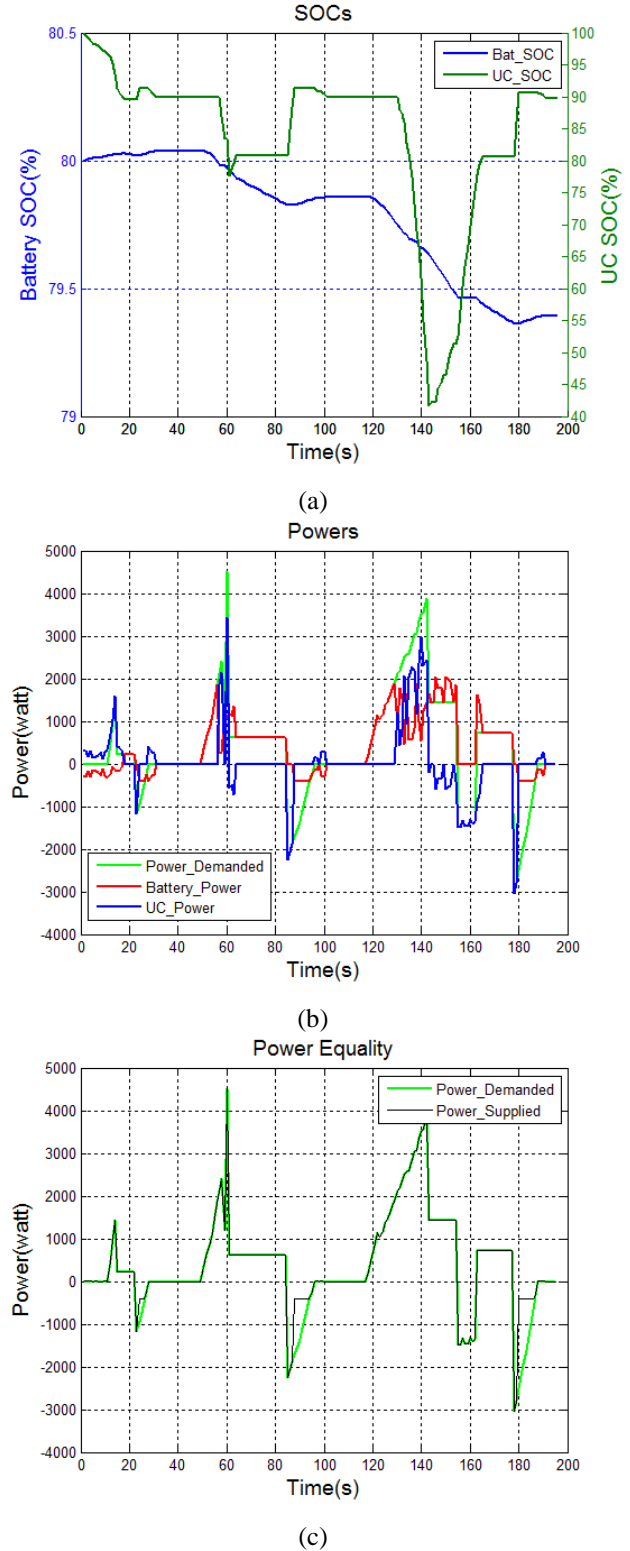 SOCs
80.5
80
79.5
79
Battery SOC(%)
Bat_SOC
UC_SOC
100
95
90
85
80
75
70
65
60
55
50
45
40
UC SOC(%)
0 20 40 60 80 100 120 140 160 180 200
Time(s)
(a)
Powers
5000
4000
3000
2000
1000
0
-1000
-2000
-3000
-4000
Power(watt)
Power_Demanded
Battery_Power
UC_Power
0 20 40 60 80 100 120 140 160 180 200
Time(s)
(b)
Power Equality
5000
4000
3000
2000
1000
0
-1000
-2000
-3000
-4000
Power(watt)
Power_Demanded
Power_Supplied
0 20 40 60 80 100 120 140 160 180 200
Time(s)
(c)